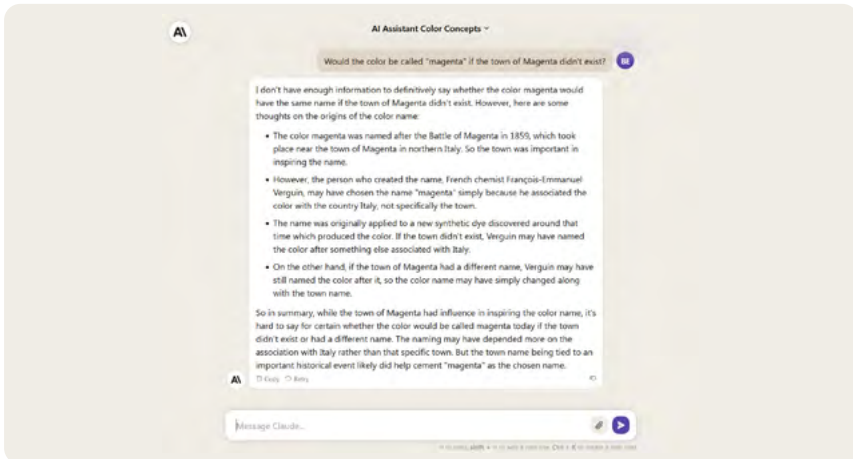 A\
AI Assistant Color Concepts
Would the color be called "magenta" if the town of Magenta didn't exist?
BE
I don't have enough information to definitively say whether the color magenta would
have the same name if the town of Magenta didn't exist. However, here are some
thoughts on the origins of the color name:
• The color magenta was named after the Battle of Magenta in 1859, which took
place near the town of Magenta in northern Italy. So the town was important in
inspiring the name.
• However, the person who created the name, French chemist François-Emmanuel
Verguin, may have chosen the name "magenta" simply because he associated the
color with the country Italy, not specifically the town.
• The name was originally applied to a new synthetic dye discovered around that
time which produced the color. If the town didn't exist, Verguin may have named
the color after something else associated with Italy.
• On the other hand, if the town of Magenta had a different name, Verguin may have
still named the color after it, so the color name may have simply changed along
with the town name.
So in summary, while the town of Magenta had influence in inspiring the color name, it's
hard to say for certain whether the color would be called magenta today if the town
didn't exist or had a different name. The naming may have depended more on the
association with Italy rather than that specific town. But the town name being tied to an
important historical event likely did help cement "magenta" as the chosen name.
A\
Copy Retry
Message Claude...